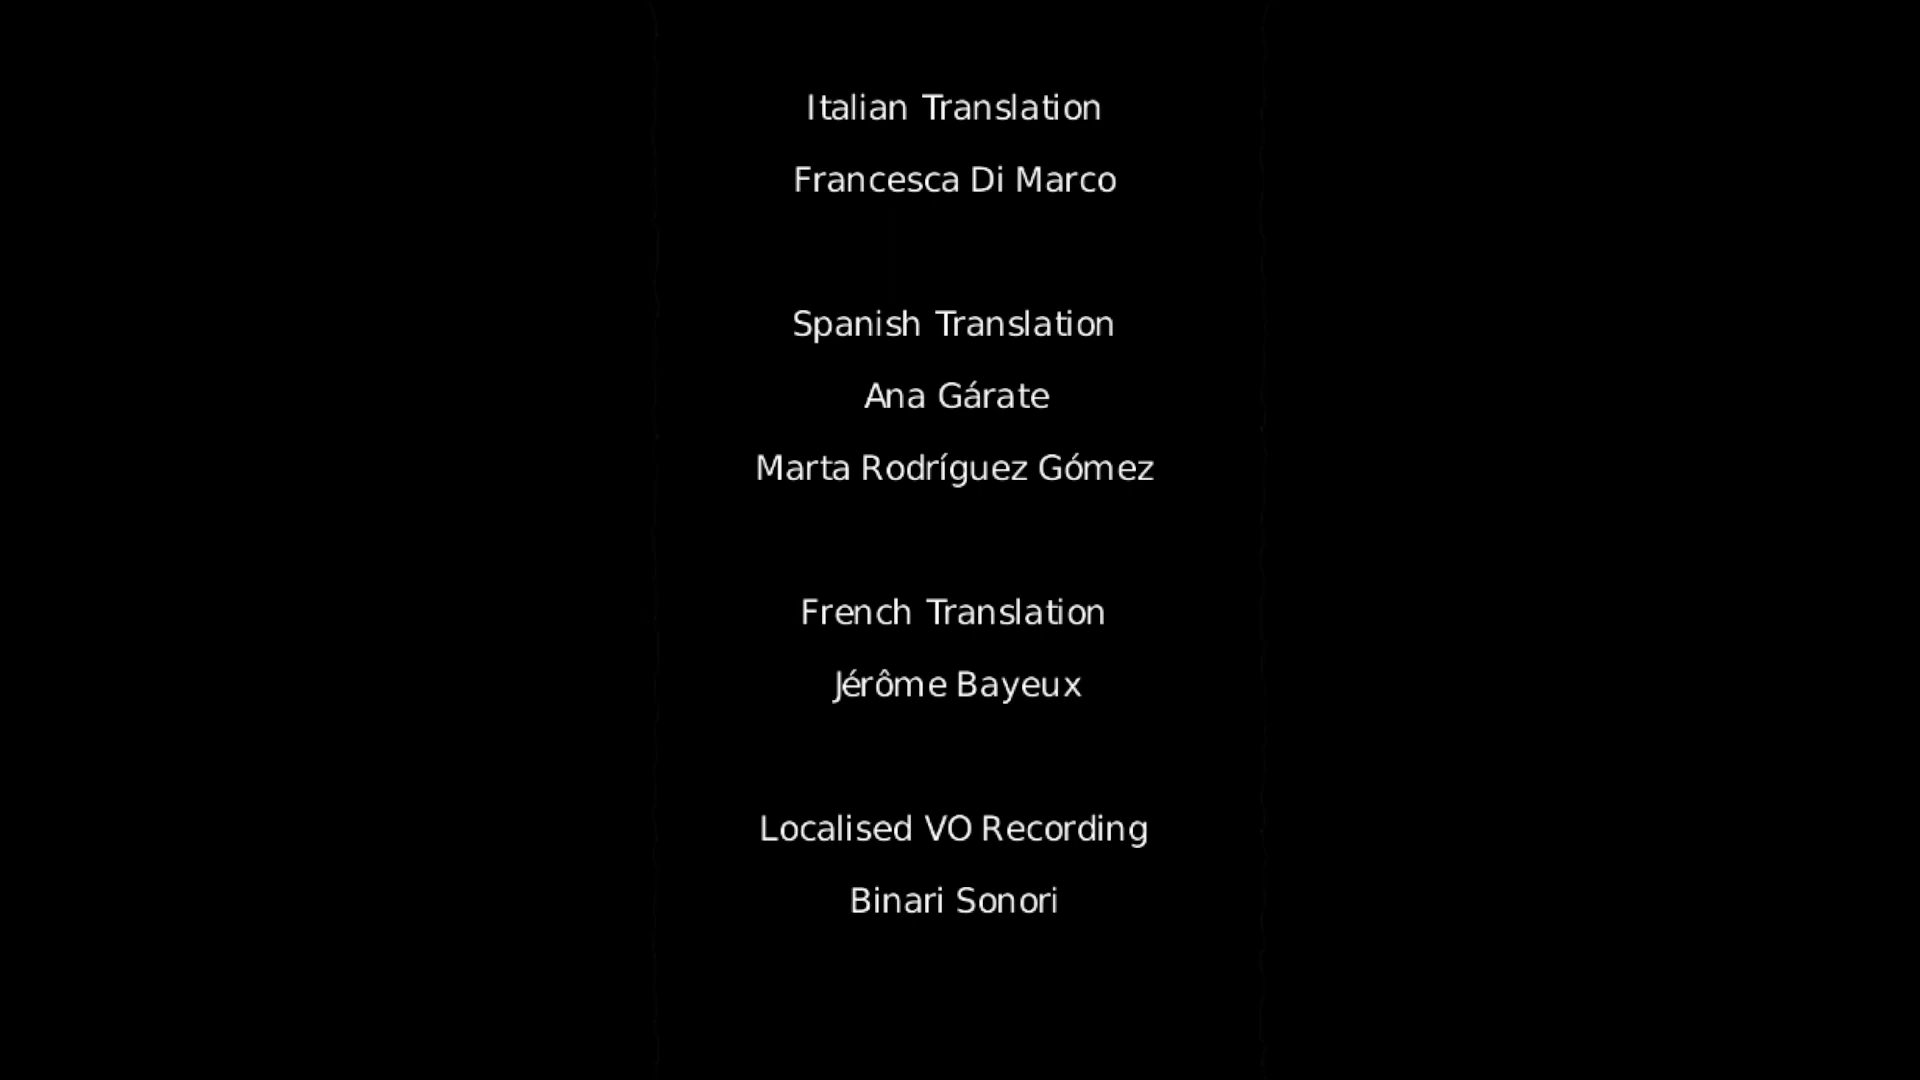 Italian Translation
Francesca Di Marco
Spanish Translation
Ana Gárate
Marta Rodríguez Gómez
French Translation
Jérôme Bayeux
Localised VO Recording
Binari Sonori